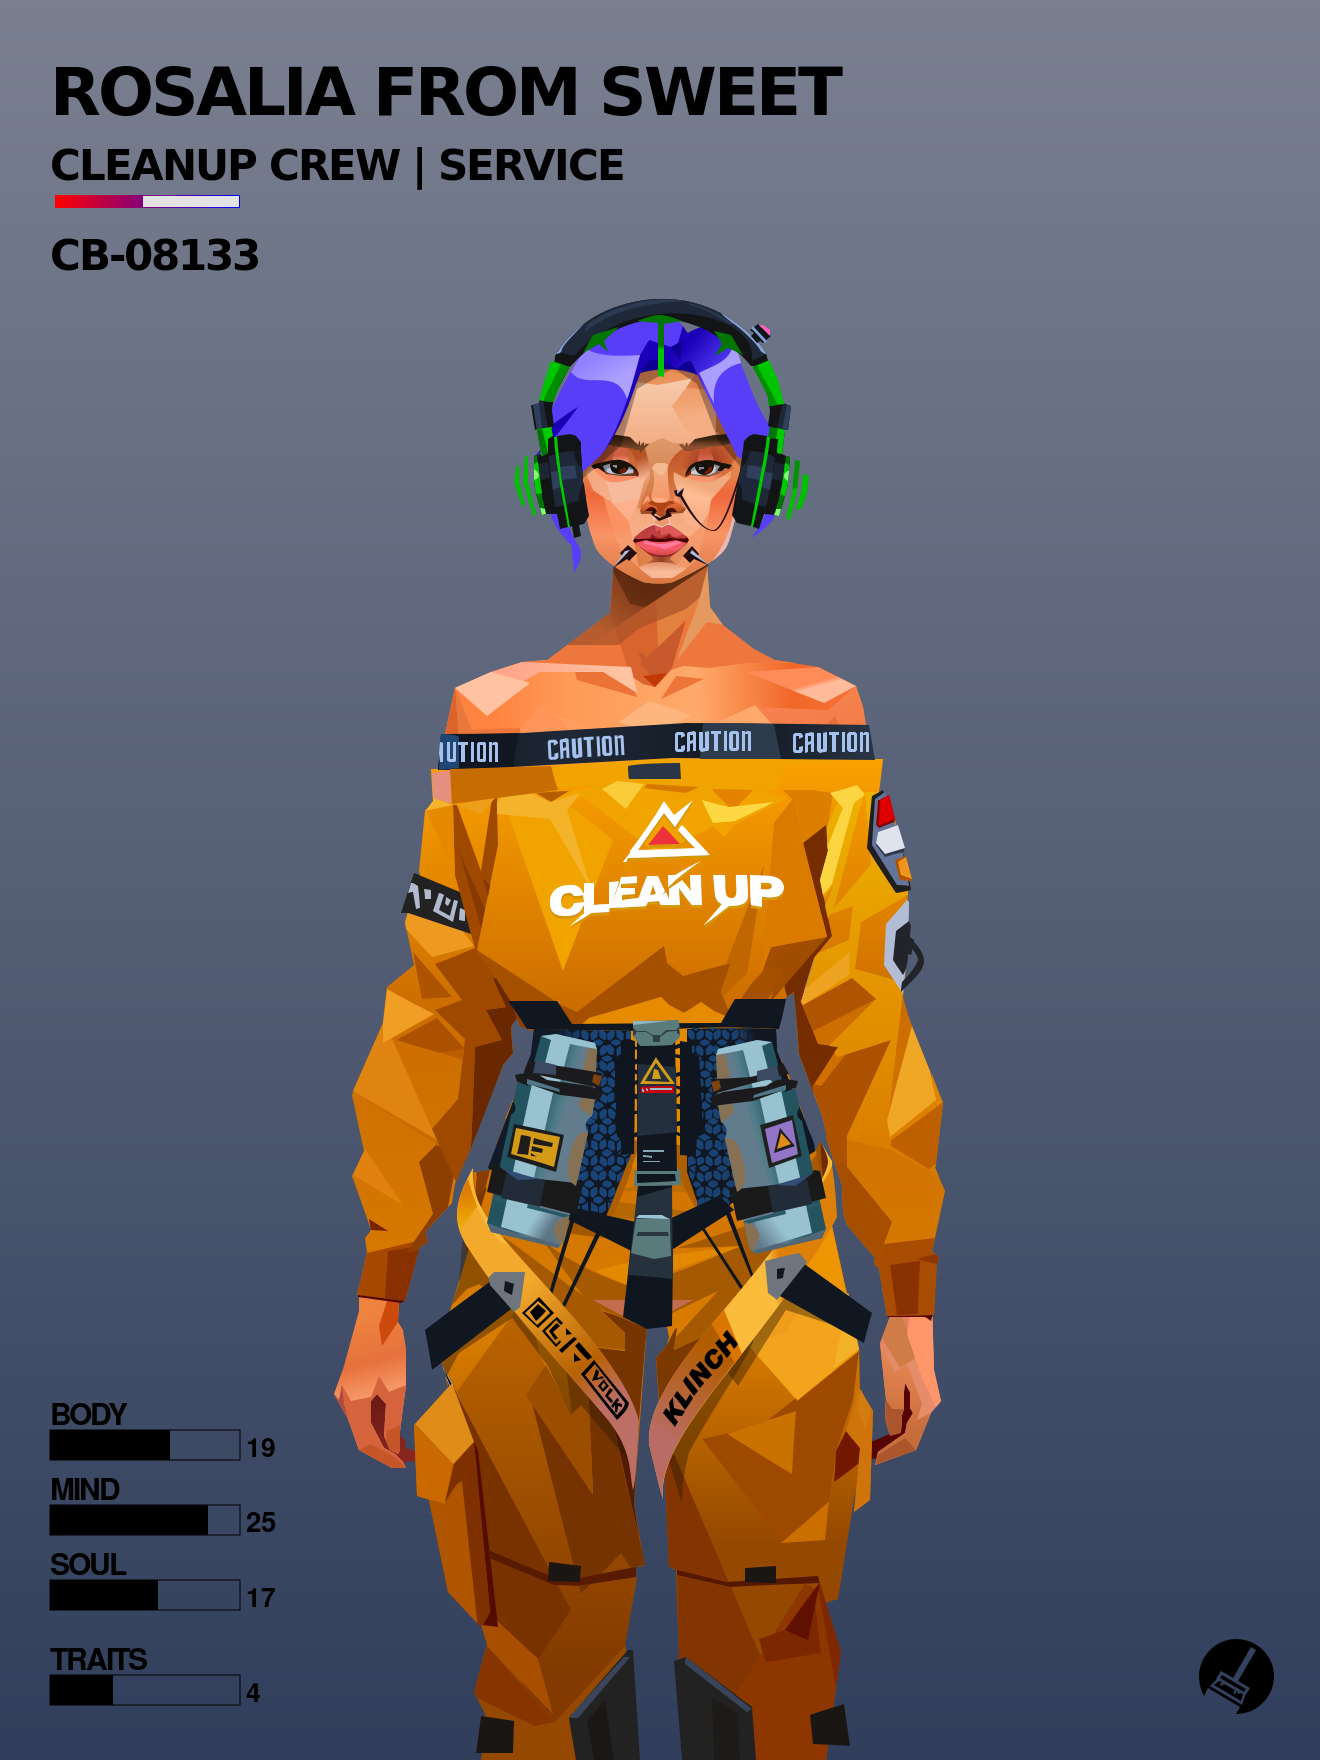 ROSALIA FROM SWEET
CLEANUP CREW | SERVICE
CB-08133
UTION CAUTION CAUTION CAUTION
CLEAN UP
VOLK
KLINCH
BODY
19
MIND
25
SOUL
17
TRAITS
4